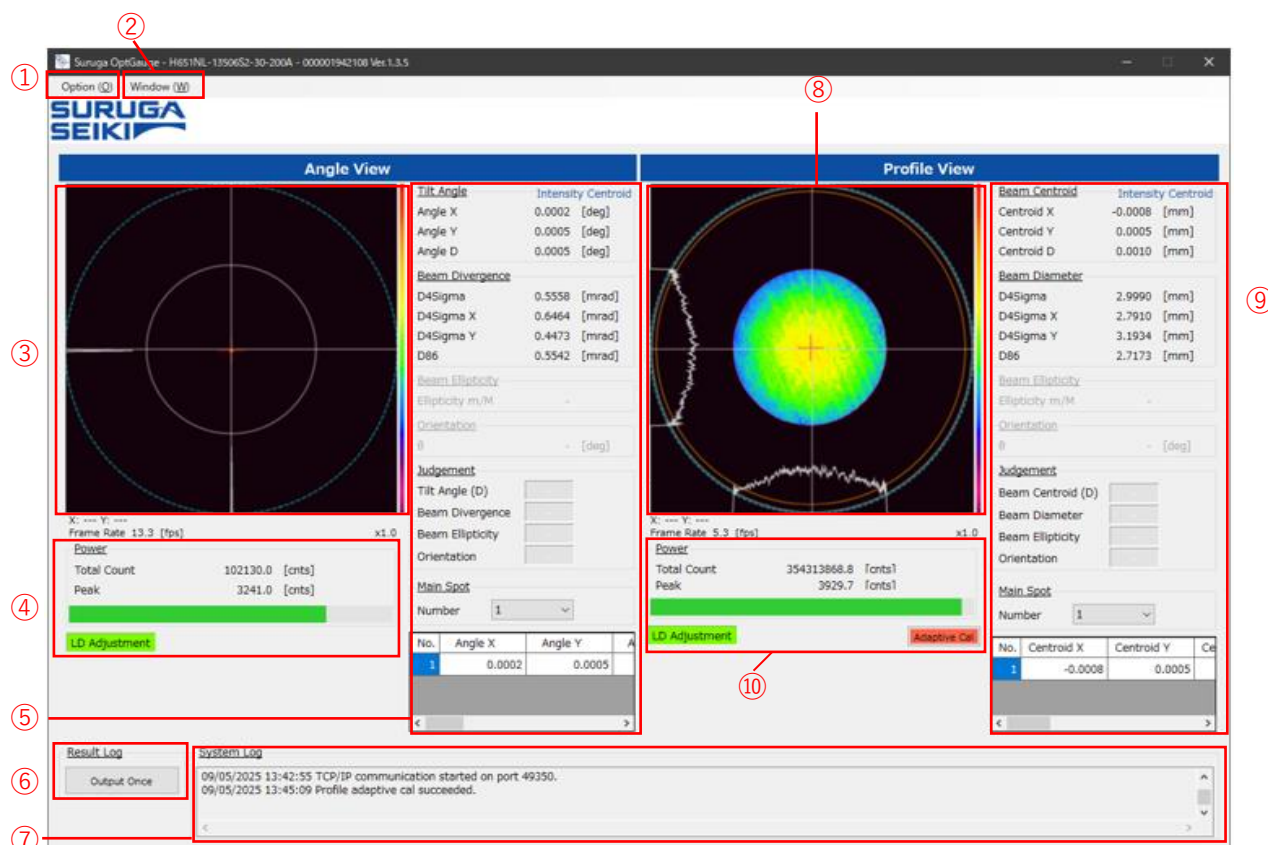 ②
Suruga OptGauge - H651NL-13506S2-30-200A - 000001942108 Ver.1.3.5
①
Option (O) Window (W)
⑧
SURUGA
SEIKI
Angle View
Profile View
Tilt Angle Intensity Centroid
Angle X 0.0002 [deg]
Angle Y 0.0005 [deg]
Angle D 0.0005 [deg]
Beam Divergence
D4Sigma 0.5558 [mrad]
D4Sigma X 0.6464 [mrad]
D4Sigma Y 0.4473 [mrad]
D86 0.5542 [mrad]
Beam Ellipticity
Ellipticity m/M -
Orientation
θ - [deg]
Judgement
Tilt Angle (D)
Beam Divergence
Beam Ellipticity
Orientation
Main Spot
Number 1
No. Angle X Angle Y A
1 0.0002 0.0005
③
X: --- Y: ---
Frame Rate 13.3 [fps] x1.0
Power
Total Count 102130.0 [cnts]
Peak 3241.0 [cnts]
④
LD Adjustment
⑤
Beam Centroid Intensity Centroid
Centroid X -0.0008 [mm]
Centroid Y 0.0005 [mm]
Centroid D 0.0010 [mm]
Beam Diameter
D4Sigma 2.9990 [mm]
D4Sigma X 2.7910 [mm]
D4Sigma Y 3.1934 [mm]
D86 2.7173 [mm]
Beam Ellipticity
Ellipticity m/M -
Orientation
θ - [deg]
Judgement
Beam Centroid (D)
Beam Diameter
Beam Ellipticity
Orientation
Main Spot
Number 1
No. Centroid X Centroid Y Ce
1 -0.0008 0.0005
⑨
X: --- Y: ---
Frame Rate 5.3 [fps] x1.0
Power
Total Count 354313868.8 [cnts]
Peak 3929.7 [cnts]
LD Adjustment Adaptive Cal
⑩
Result Log
⑥
Output Once
System Log
09/05/2025 13:42:55 TCP/IP communication started on port 49350.
09/05/2025 13:45:09 Profile adaptive cal succeeded.
⑦